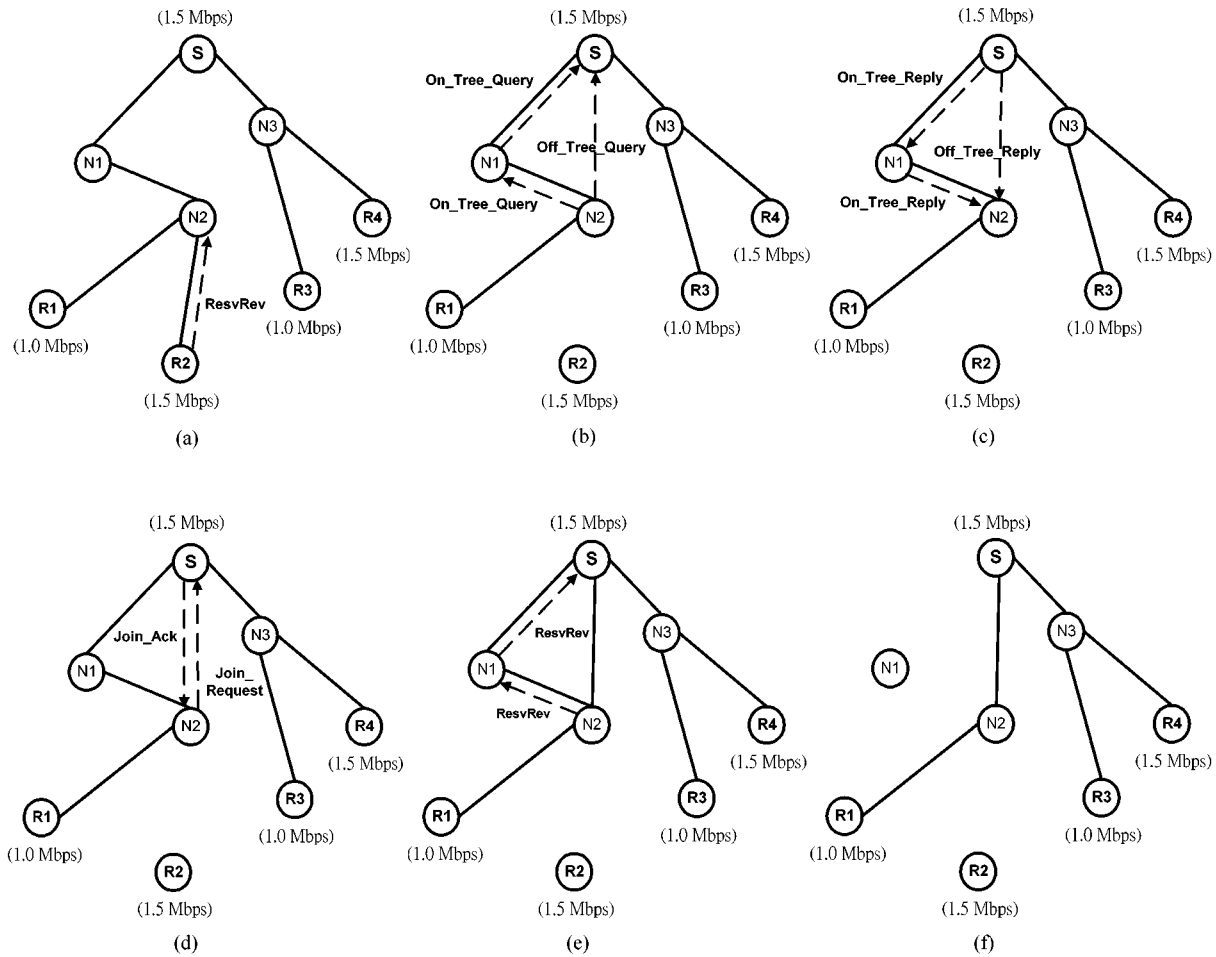 (1.5 Mbps)
S
N3
N1
N2
R4
(1.5 Mbps)
R3
ResvRev
R1
(1.0 Mbps)
(1.0 Mbps)
R2
(1.5 Mbps)
(a)
(1.5 Mbps)
S
On_Tree_Query
N3
Off_Tree_Query
N1
On_Tree_Query
N2
R4
(1.5 Mbps)
R3
R1
(1.0 Mbps)
(1.0 Mbps)
R2
(1.5 Mbps)
(b)
(1.5 Mbps)
S
On_Tree_Reply
N3
Off_Tree_Reply
N1
On_Tree_Reply
N2
R4
(1.5 Mbps)
R3
R1
(1.0 Mbps)
(1.0 Mbps)
R2
(1.5 Mbps)
(c)
(1.5 Mbps)
S
Join_Ack
N3
N1
Join_
Request
N2
R4
(1.5 Mbps)
R3
R1
(1.0 Mbps)
(1.0 Mbps)
R2
(1.5 Mbps)
(d)
(1.5 Mbps)
S
ResvRev
N3
N1
ResvRev
N2
R4
(1.5 Mbps)
R3
R1
(1.0 Mbps)
(1.0 Mbps)
R2
(1.5 Mbps)
(e)
(1.5 Mbps)
S
N3
N1
N2
R4
(1.5 Mbps)
R3
R1
(1.0 Mbps)
(1.0 Mbps)
R2
(1.5 Mbps)
(f)